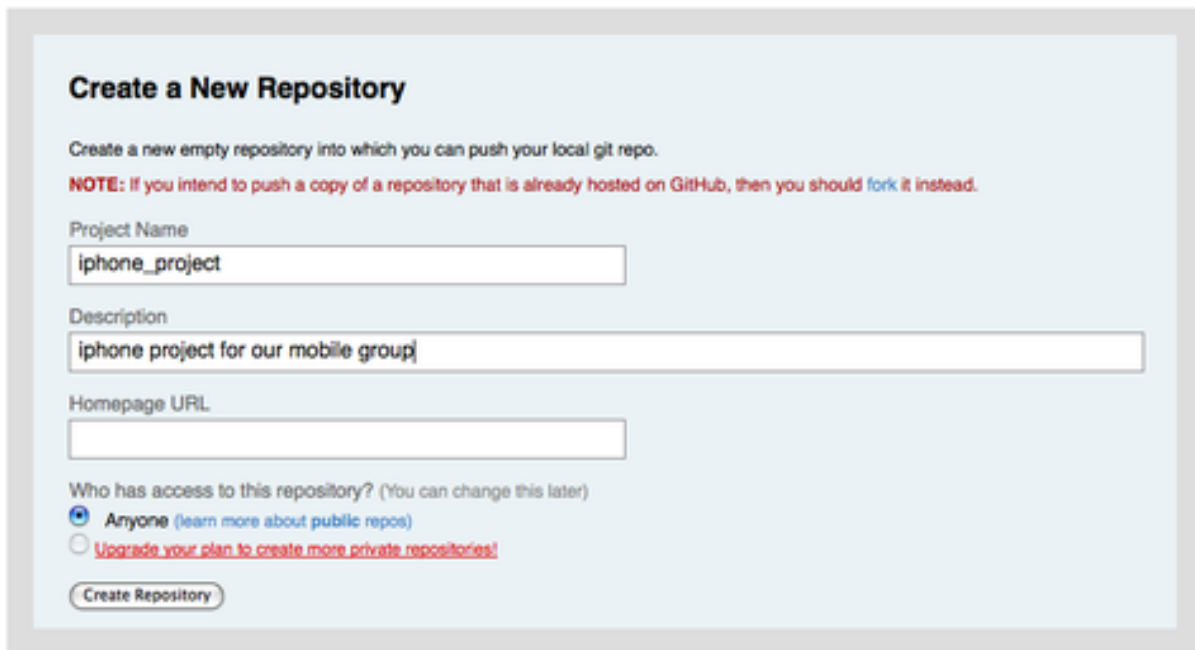 Create a New Repository
Create a new empty repository into which you can push your local git repo.
NOTE: If you intend to push a copy of a repository that is already hosted on GitHub, then you should fork it instead.
Project Name
iphone_project
Description
iphone project for our mobile group
Homepage URL
Who has access to this repository? (You can change this later)
Anyone (learn more about public repos)
Upgrade your plan to create more private repositories!
Create Repository